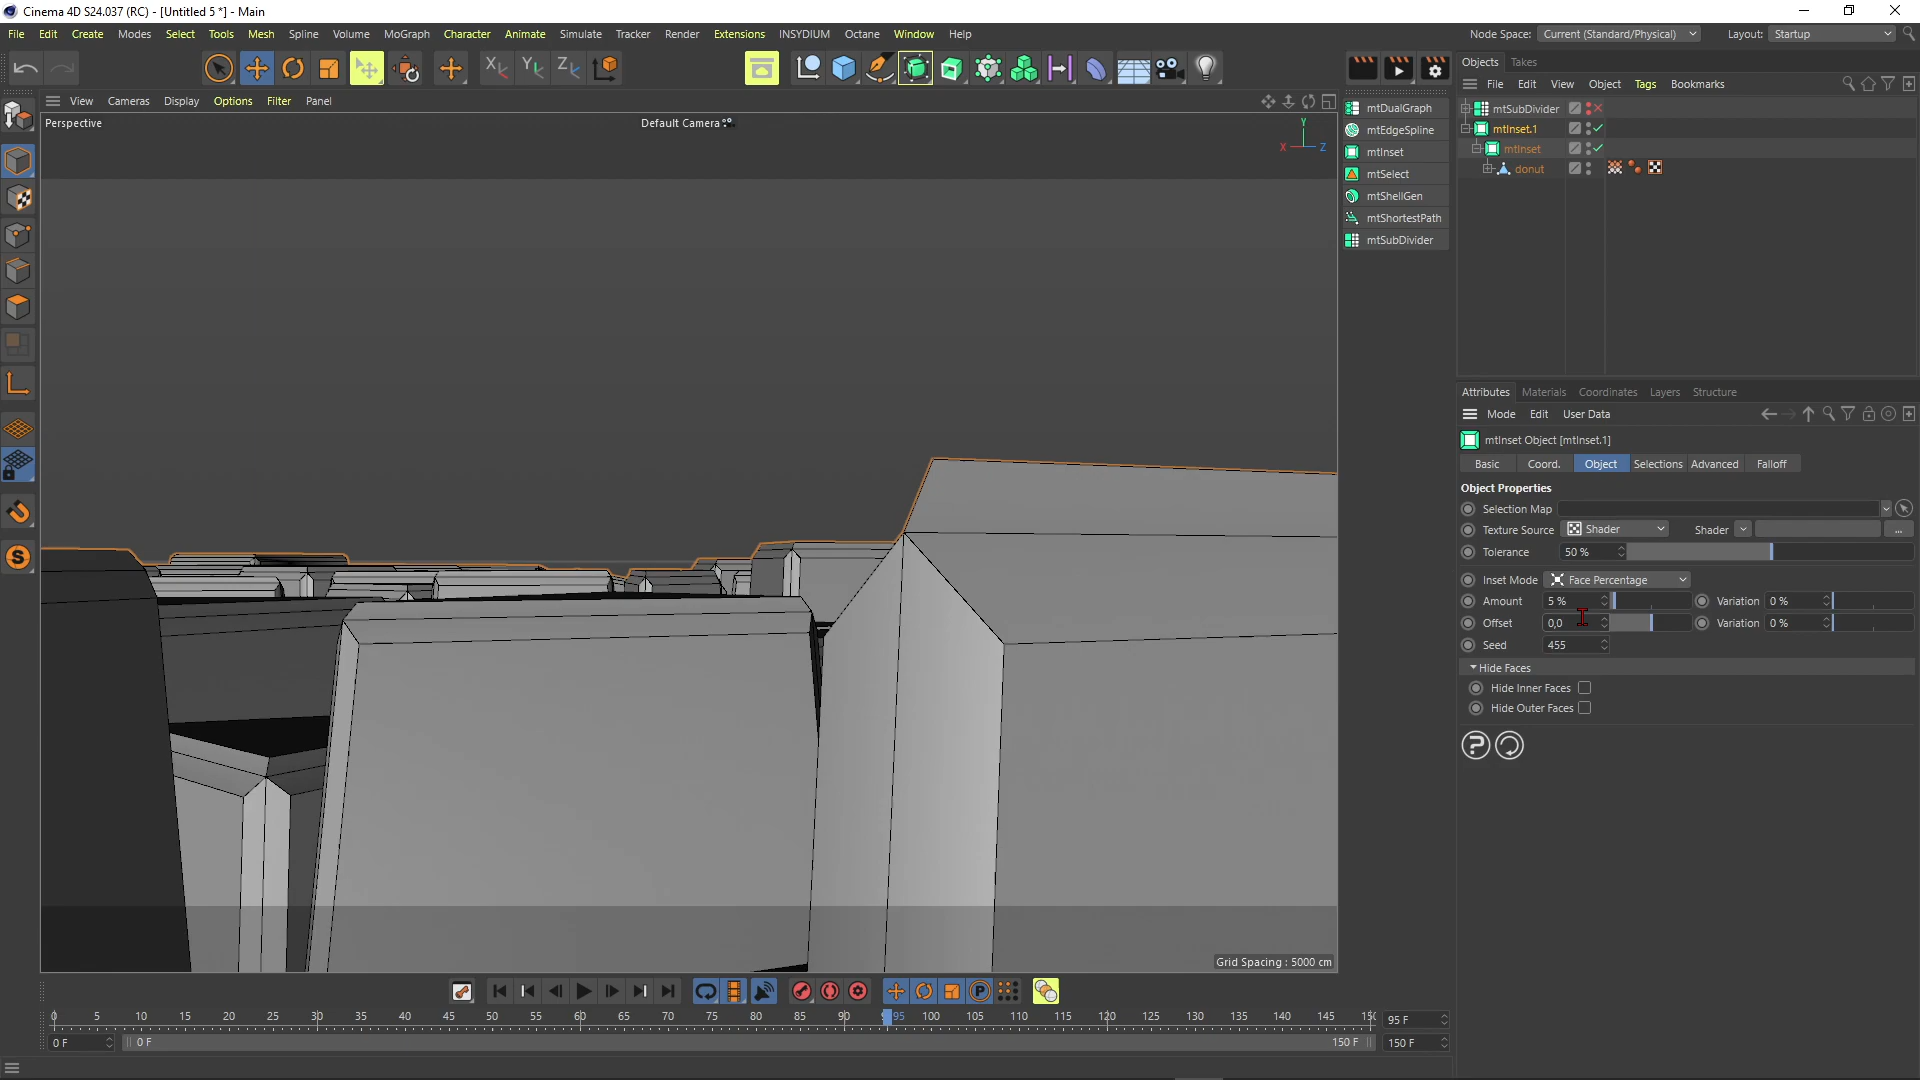 Cinema 4D S24.037 (RC) - [Untitled 5 *] - Main
File Edit Create Modes Select Tools Mesh Spline Volume MoGraph Character Animate Simulate Tracker Render Extensions INSYDIUM Octane Window Help
Node Space: Current (Standard/Physical) Layout: Startup
Objects Takes
View Cameras Display Options Filter Panel
File Edit View Object Tags Bookmarks
Perspective
Default Camera
Y
X Z
mtDualGraph
mtEdgeSpline
mtInset
mtSelect
mtShellGen
mtShortestPath
mtSubDivider
mtSubDivider
mtInset.1
mtInset
donut
Attributes Materials Coordinates Layers Structure
Mode Edit User Data
mtInset Object [mtInset.1]
Basic Coord. Object Selections Advanced Falloff
Object Properties
Selection Map
Texture Source Shader Shader ...
Tolerance 50 %
Inset Mode Face Percentage
Amount 5 % Variation 0 %
Offset 0,0 Variation 0 %
Seed 455
Hide Faces
Hide Inner Faces
Hide Outer Faces
Grid Spacing : 5000 cm
0 5 10 15 20 25 30 35 40 45 50 55 60 65 70 75 80 85 90 95 100 105 110 115 120 125 130 135 140 145 15
95 F
0 F 0 F 150 F 150 F